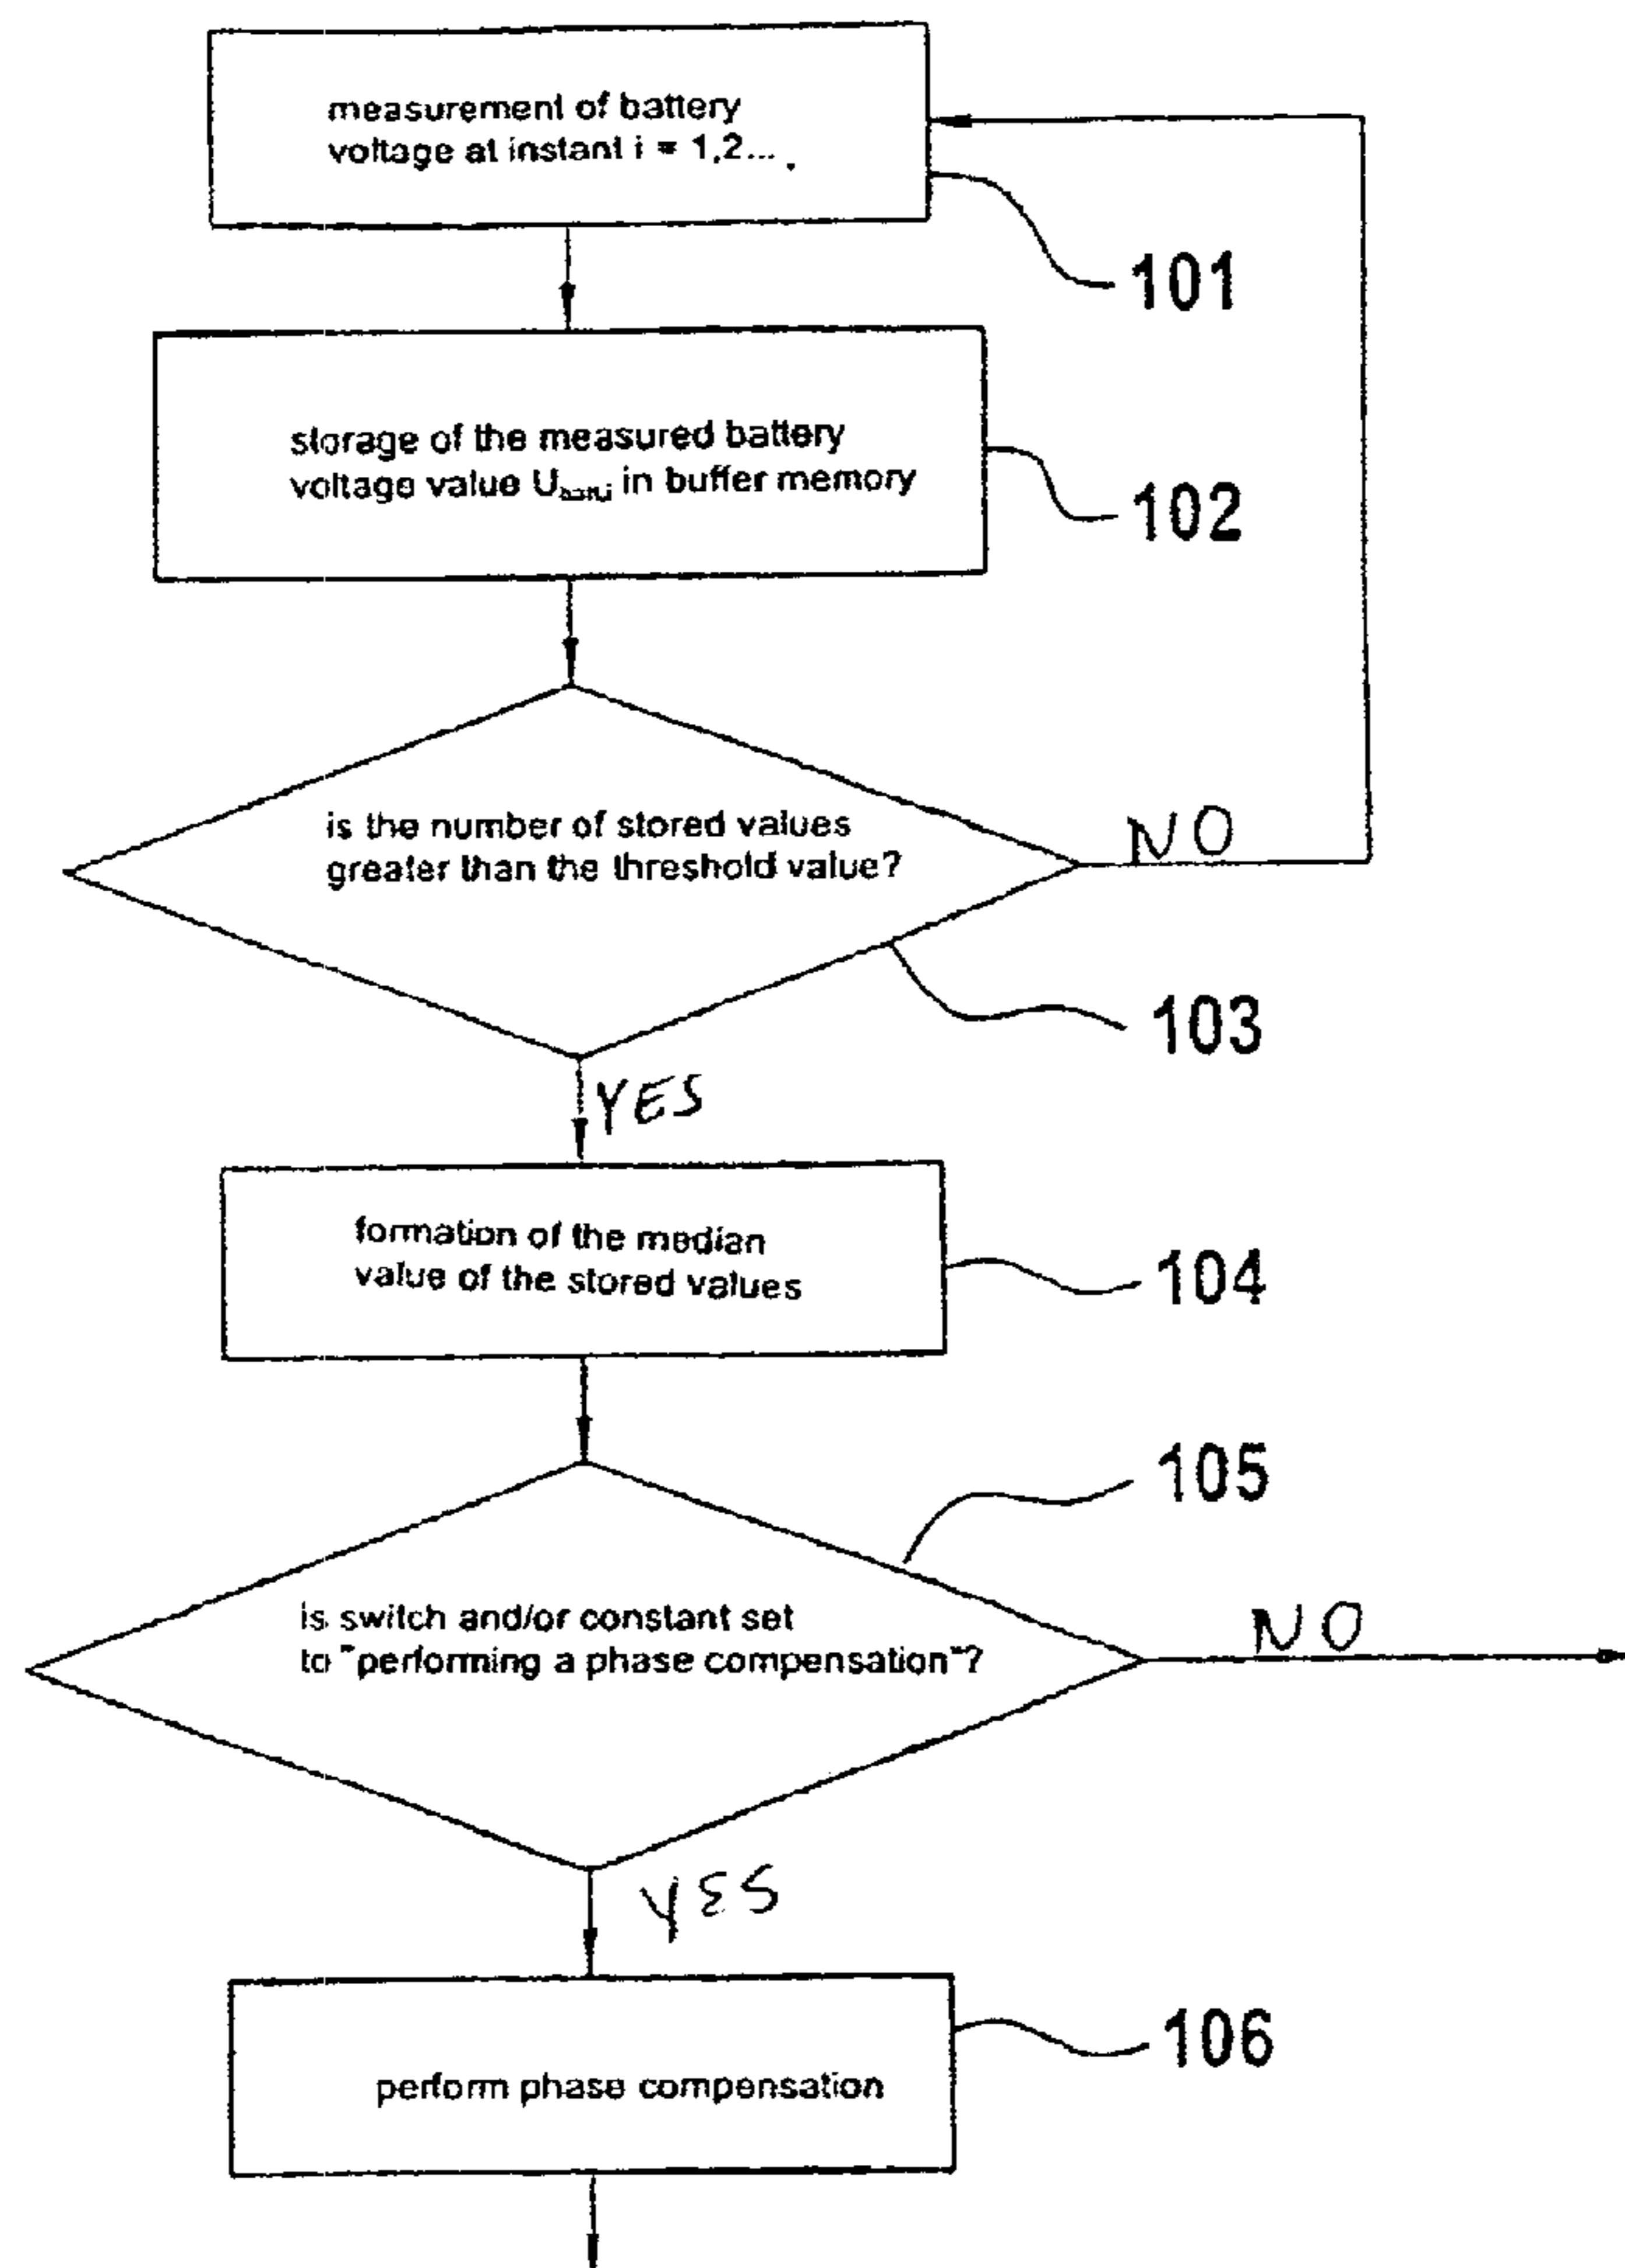 measurement of battery
voltage at instant i = 1,2... .
101
storage of the measured battery
voltage value U_batt,i in buffer memory
102
is the number of stored values
greater than the threshold value?
NO
103
YES
formation of the median
value of the stored values
104
105
is switch and/or constant set
to "performing a phase compensation"?
NO
YES
106
perform phase compensation